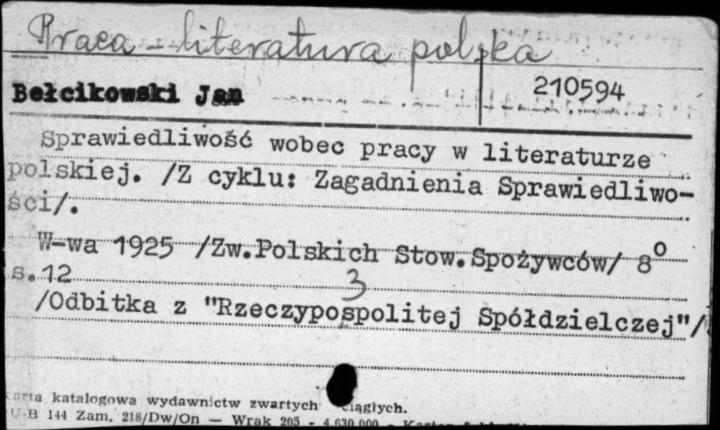 Praca - literatura polska
210594
Bełcikowski Jan
Sprawiedliwość wobec pracy w literaturze
polskiej. /Z cyklu: Zagadnienia Sprawiedliwo-
ści/.
W-wa 1925 /Zw.Polskich Stow.Spożywców/ 8⁰
s.12
3
/Odbitka z "Rzeczypospolitej Spółdzielczej"/
karta katalogowa wydawnictw zwartych ciągłych.
U-B 144 Zam. 218/Dw/On — Wrak 205 - 4.630.000 -